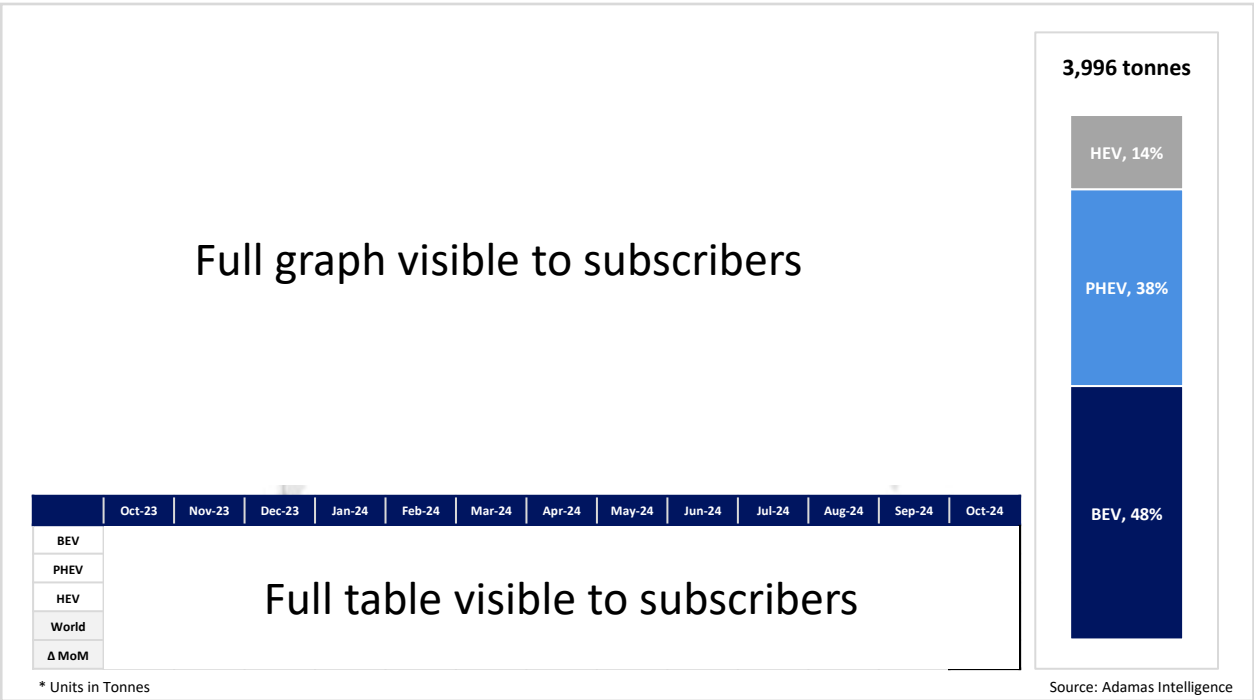 3,996 tonnes
HEV, 14%
PHEV, 38%
BEV, 48%
Full graph visible to subscribers
Oct-23 Nov-23 Dec-23 Jan-24 Feb-24 Mar-24 Apr-24 May-24 Jun-24 Jul-24 Aug-24 Sep-24 Oct-24
BEV
PHEV
HEV
World
Δ MoM
Full table visible to subscribers
* Units in Tonnes
Source: Adamas Intelligence